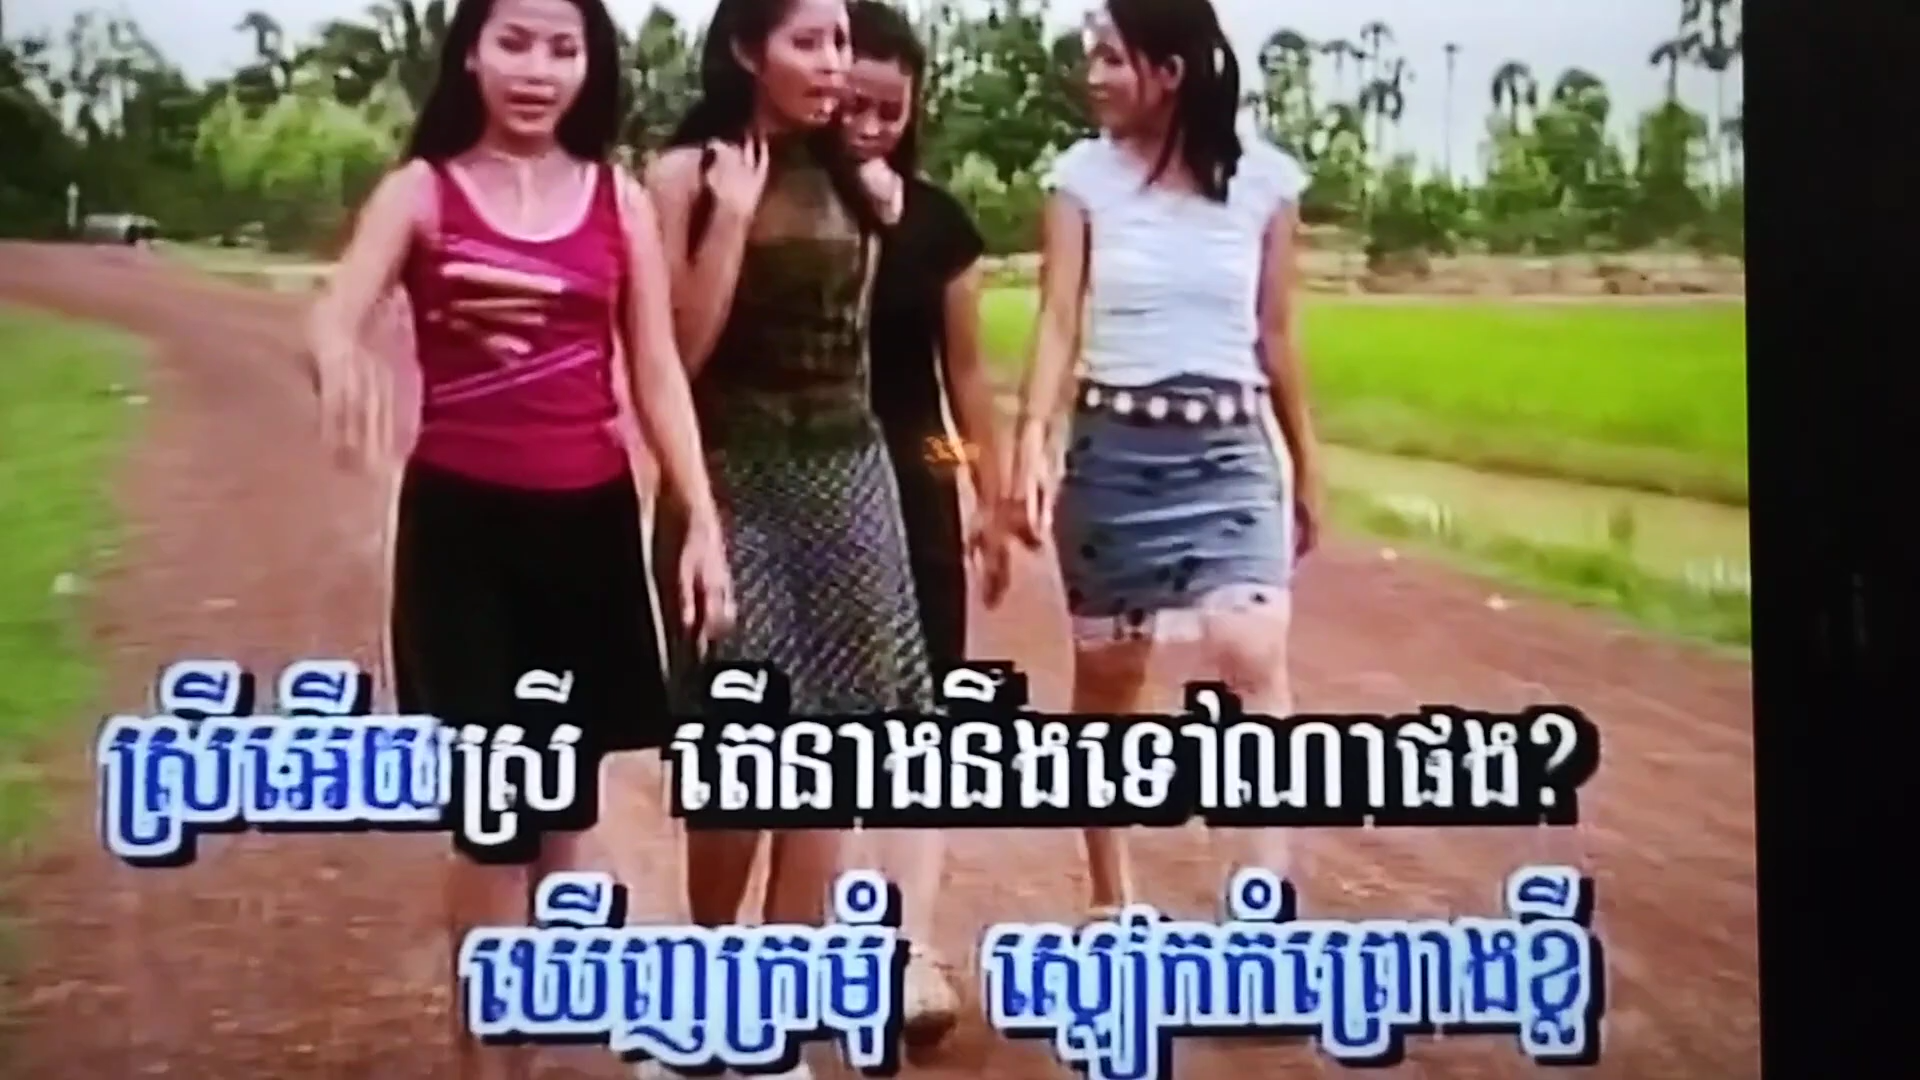 ស្រីអើយស្រី តើនាងនឹងទៅណាផង?
ឃើញក្រមុំ ស្លៀកកំព្រោងខ្លី